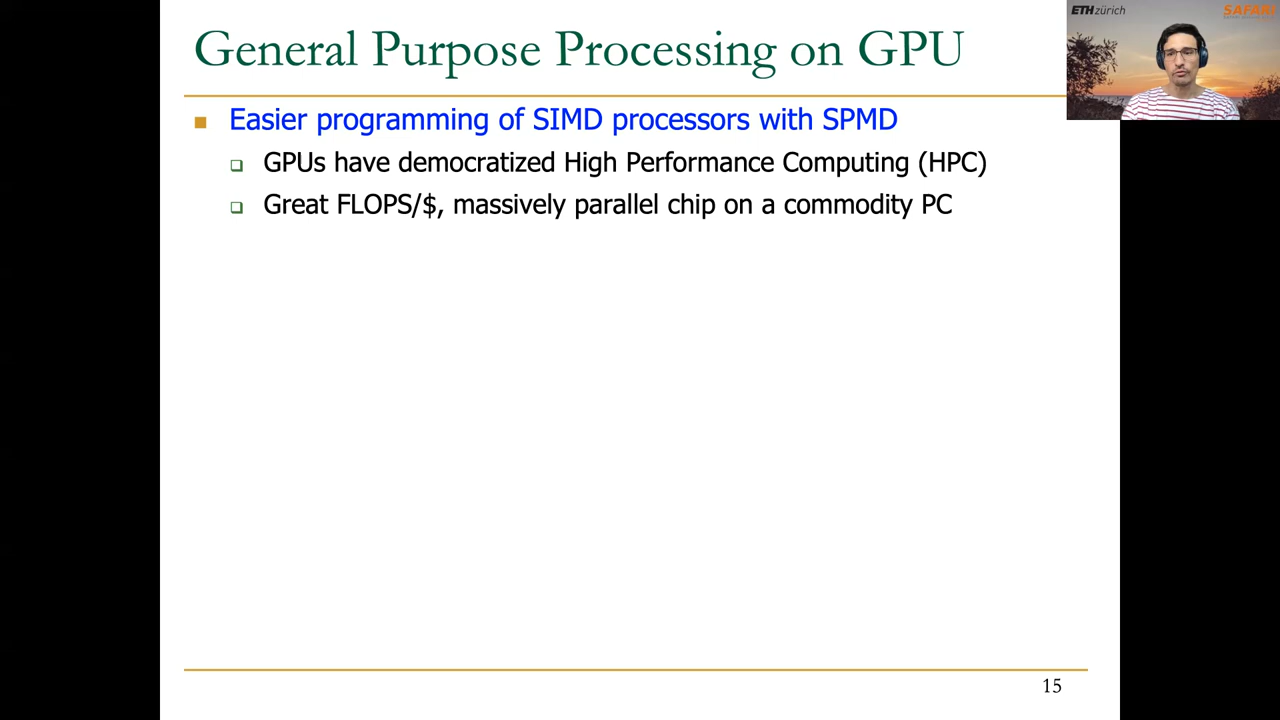 General Purpose Processing on GPU
ETH zürich
SAFARI
Easier programming of SIMD processors with SPMD
GPUs have democratized High Performance Computing (HPC)
Great FLOPS/$, massively parallel chip on a commodity PC
15